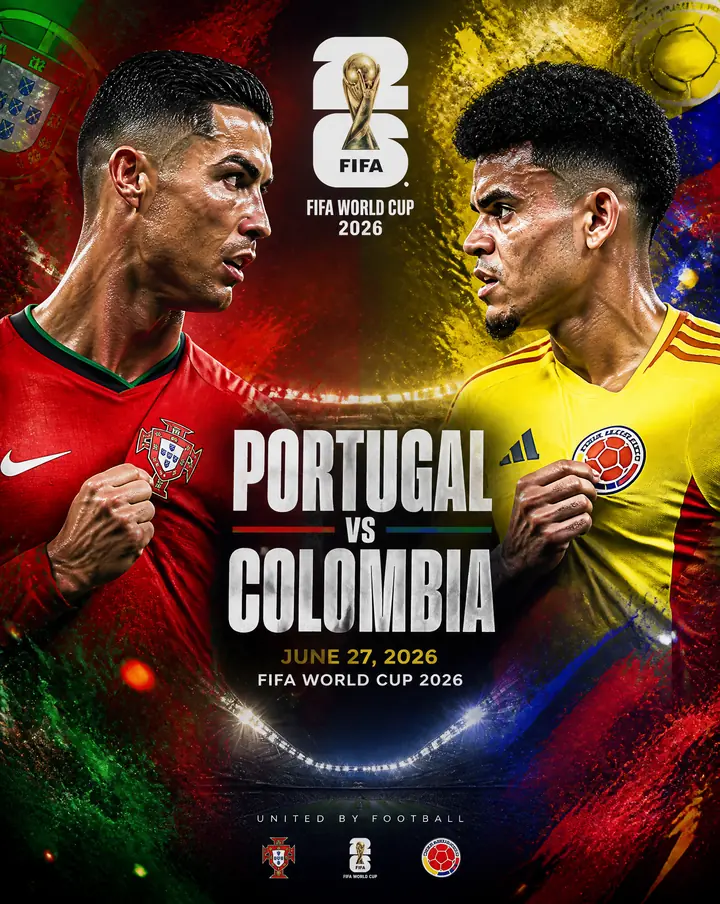 26
FIFA
FIFA WORLD CUP
2026
PORTUGAL
VS
COLOMBIA
JUNE 27, 2026
FIFA WORLD CUP 2026
UNITED BY FOOTBALL
FIFA WORLD CUP